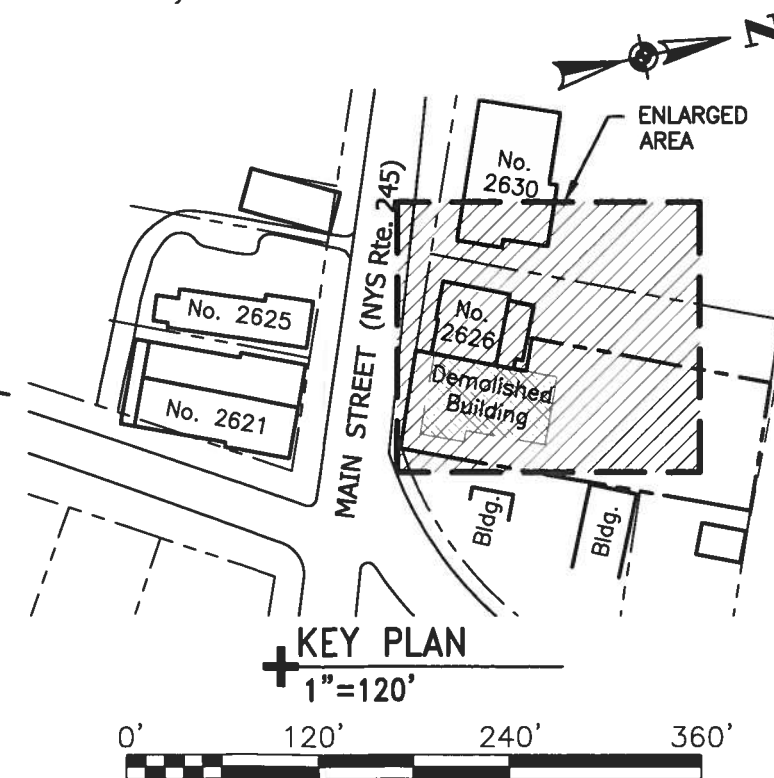 N
ENLARGED
AREA
No.
2630
MAIN STREET (NYS Rte. 245)
No. 2625
No.
2626
Demolished
Building
No. 2621
Bldg.
Bldg.
KEY PLAN
1"=120'
0' 120' 240' 360'